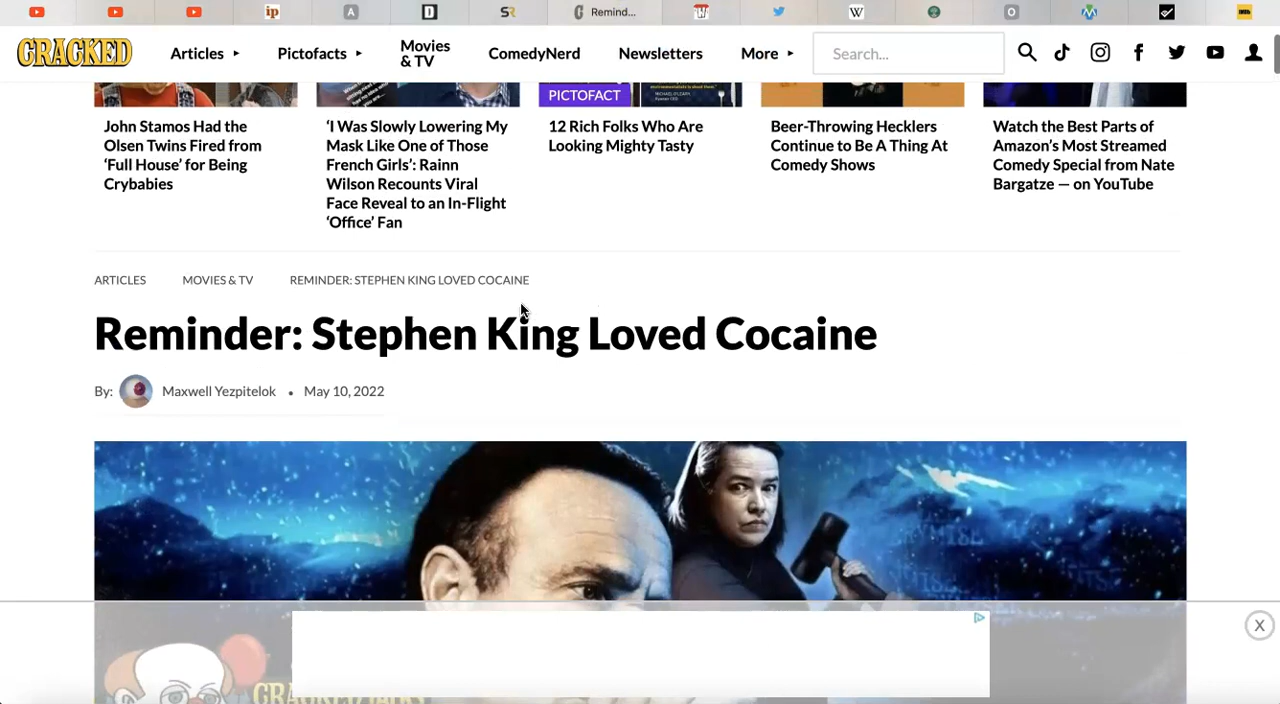 ip
A
D
SR
Remind...
W
W
O
IMDb
CRACKED
Articles
Pictofacts
Movies
& TV
ComedyNerd
Newsletters
More
Search...
John Stamos Had the
Olsen Twins Fired from
‘Full House’ for Being
Crybabies
‘I Was Slowly Lowering My
Mask Like One of Those
French Girls’: Rainn
Wilson Recounts Viral
Face Reveal to an In-Flight
‘Office’ Fan
PICTOFACT
12 Rich Folks Who Are
Looking Mighty Tasty
Beer-Throwing Hecklers
Continue to Be A Thing At
Comedy Shows
Watch the Best Parts of
Amazon’s Most Streamed
Comedy Special from Nate
Bargatze — on YouTube
ARTICLES MOVIES & TV REMINDER: STEPHEN KING LOVED COCAINE
Reminder: Stephen King Loved Cocaine
By: Maxwell Yezpitelok • May 10, 2022
X